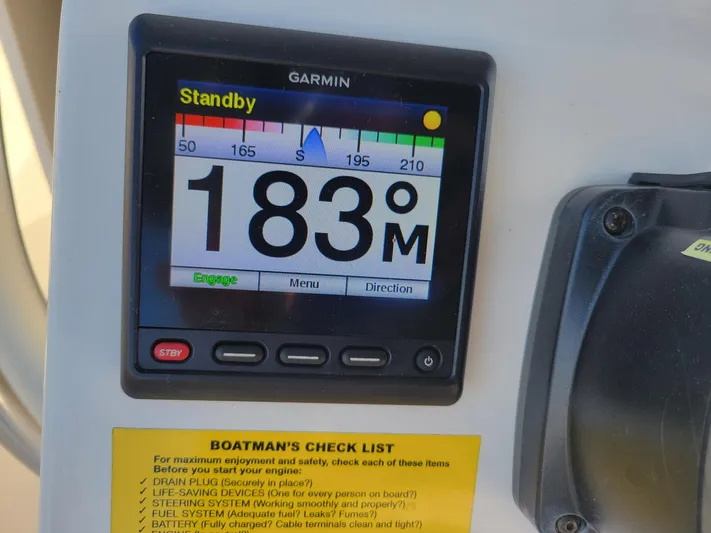 GARMIN
Standby
50 165 S 195 210
183°M
Engage Menu Direction
STBY
BOATMAN'S CHECK LIST
For maximum enjoyment and safety, check each of these items
Before you start your engine:
✓ DRAIN PLUG (Securely in place?)
✓ LIFE-SAVING DEVICES (One for every person on board?)
✓ STEERING SYSTEM (Working smoothly and properly?)
✓ FUEL SYSTEM (Adequate fuel? Leaks? Fumes?)
✓ BATTERY (Fully charged? Cable terminals clean and tight?)